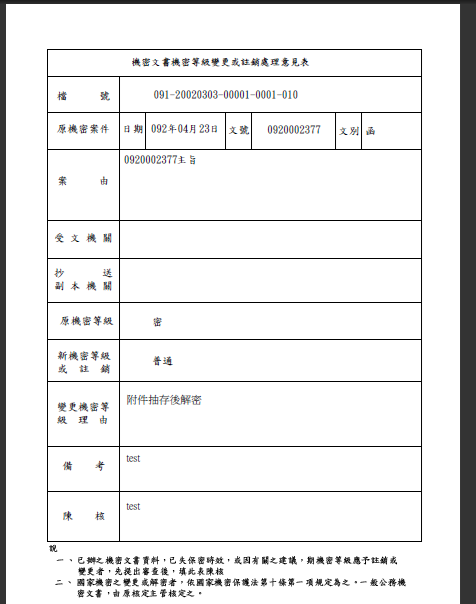 機密文書機密等級變更或註銷處理意見表
檔 號 091-20020303-00001-0001-010
原機密案件 日期 092年04月23日 文號 0920002377 文別 函
案 由 0920002377主旨
受文機關
抄 送
副本機關
原機密等級 密
新機密等級
或 註 銷 普通
變更機密等
級 理 由 附件抽存後解密
備 考 test
陳 核 test
說
一、已辦之機密文書資料，已失保密時效，或因有關之建議，期機密等級應予註銷或
變更者，先提出審查後，填此表陳核
二、國家機密之變更或解密者，依國家機密保護法第十條第一項規定為之。一般公務機
密文書，由原核定主管核定之。